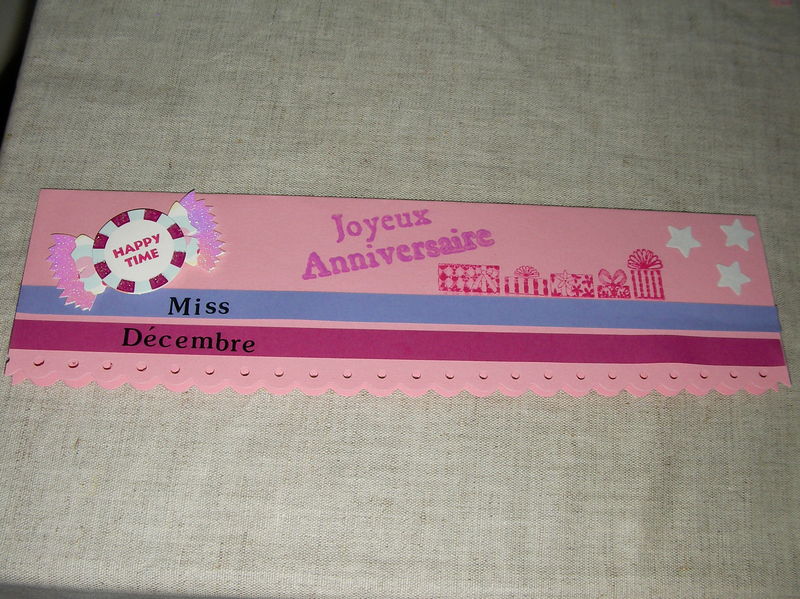 HAPPY
TIME
Joyeux
Anniversaire
Miss
Décembre